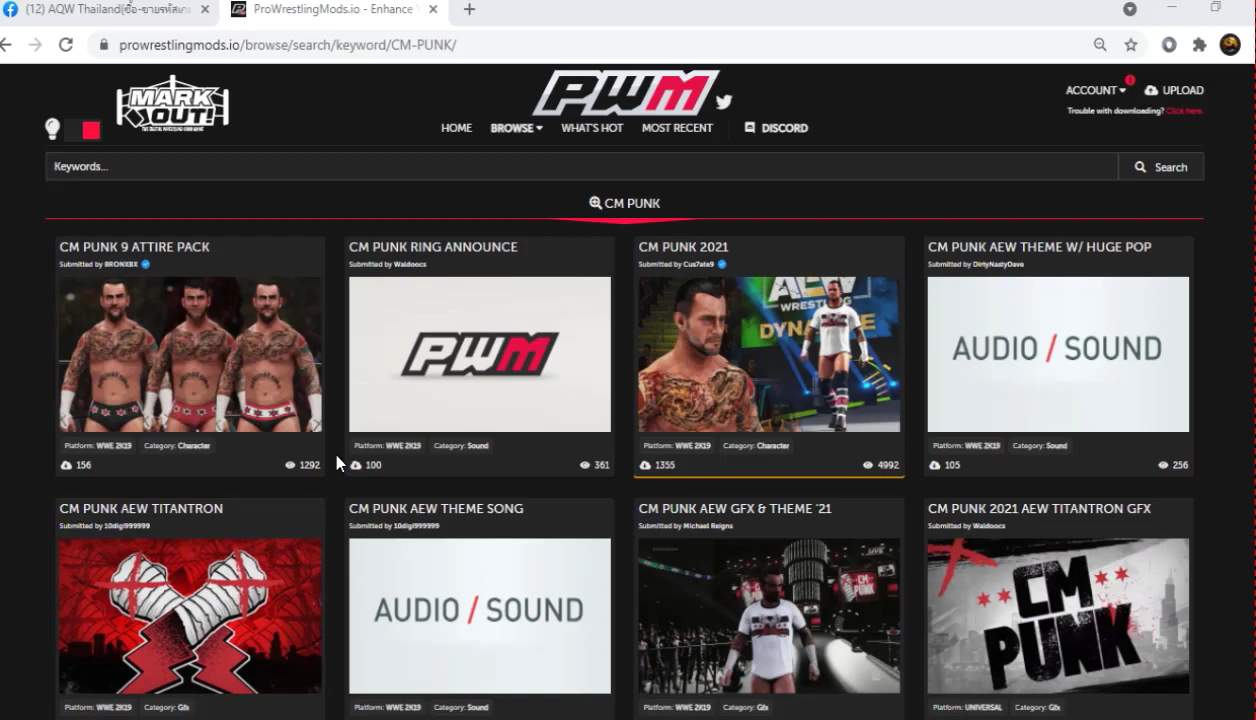 (12) AQW Thailand(ซื้อ-ขายรหัสเกม
ProWrestlingMods.io - Enhance
prowrestlingmods.io/browse/search/keyword/CM-PUNK/
MARK OUT!
PWM
ACCOUNT
1
UPLOAD
Trouble with downloading? Click here.
HOME BROWSE WHAT'S HOT MOST RECENT DISCORD
Keywords...
Search
CM PUNK
CM PUNK 9 ATTIRE PACK
Submitted by BRONXBX
Platform: WWE 2K19 Category: Character
156 1292
CM PUNK RING ANNOUNCE
Submitted by Waldoocs
PWM
Platform: WWE 2K19 Category: Sound
100 361
CM PUNK 2021
Submitted by Cus7ate9
AEW
WRESTLING
DYNAMITE
Platform: WWE 2K19 Category: Character
1355 4992
CM PUNK AEW THEME W/ HUGE POP
Submitted by DirtyNastyDave
AUDIO / SOUND
Platform: WWE 2K19 Category: Sound
105 256
CM PUNK AEW TITANTRON
Submitted by 10digi999999
Platform: WWE 2K19 Category: Gfx
CM PUNK AEW THEME SONG
Submitted by 10digi999999
AUDIO / SOUND
Platform: WWE 2K19 Category: Sound
CM PUNK AEW GFX & THEME '21
Submitted by Michael Reigns
Platform: WWE 2K19 Category: Gfx
CM PUNK 2021 AEW TITANTRON GFX
Submitted by Waldoocs
CM
PUNK
Platform: UNIVERSAL Category: Gfx